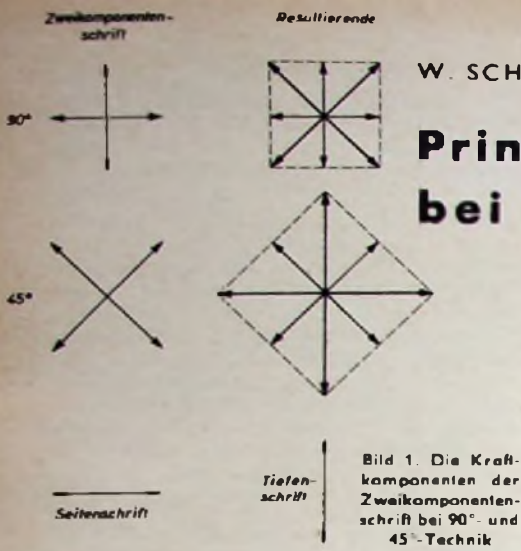 Zweikomponenten-
schrift
Resultierende
90°
W. SCH
Prin
bei
45°
Seitenschrift
Tiefen-
schrift
Bild 1. Die Kraft-
komponenten der
Zweikomponenten-
schrift bei 90°- und
45°-Technik